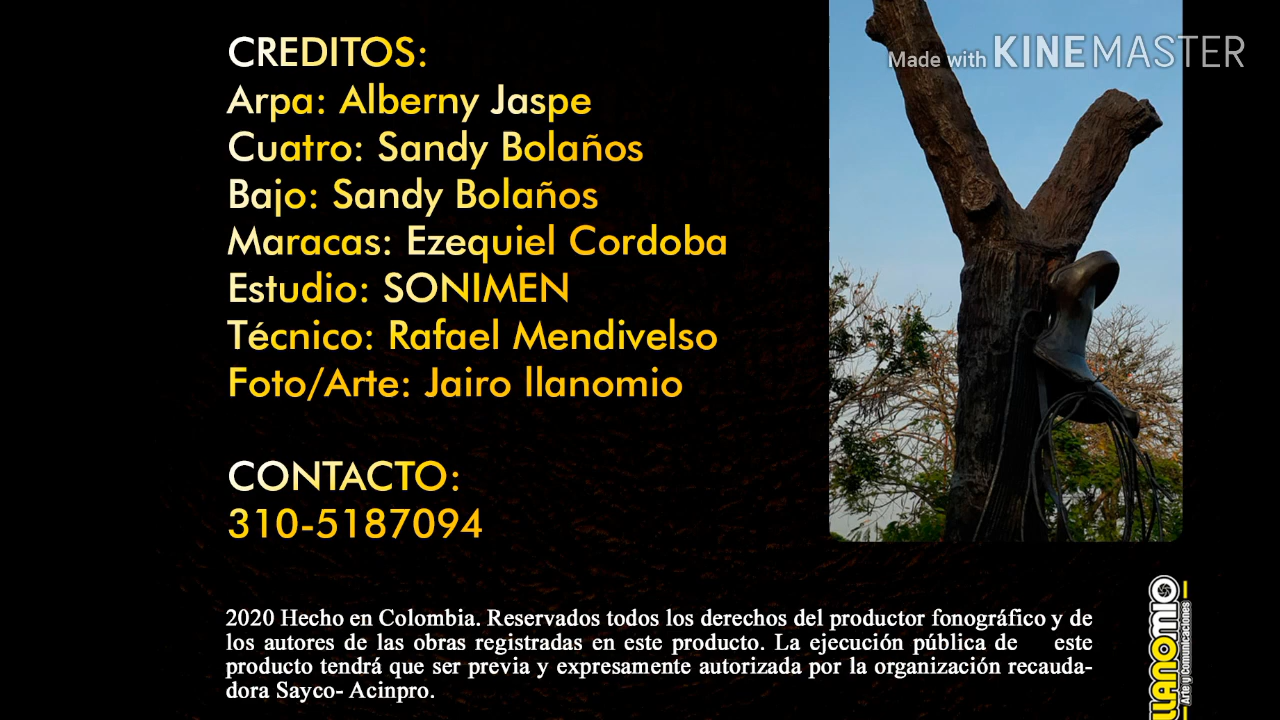 Made with KINEMASTER
CREDITOS:
Arpa: Alberny Jaspe
Cuatro: Sandy Bolaños
Bajo: Sandy Bolaños
Maracas: Ezequiel Cordoba
Estudio: SONIMEN
Técnico: Rafael Mendivelso
Foto/Arte: Jairo llanomio
CONTACTO:
310-5187094
2020 Hecho en Colombia. Reservados todos los derechos del productor fonográfico y de
los autores de las obras registradas en este producto. La ejecución pública de este
producto tendrá que ser previa y expresamente autorizada por la organización recauda-
dora Sayco- Acinpro.
LLANOMIO
Arte y Comunicaciones